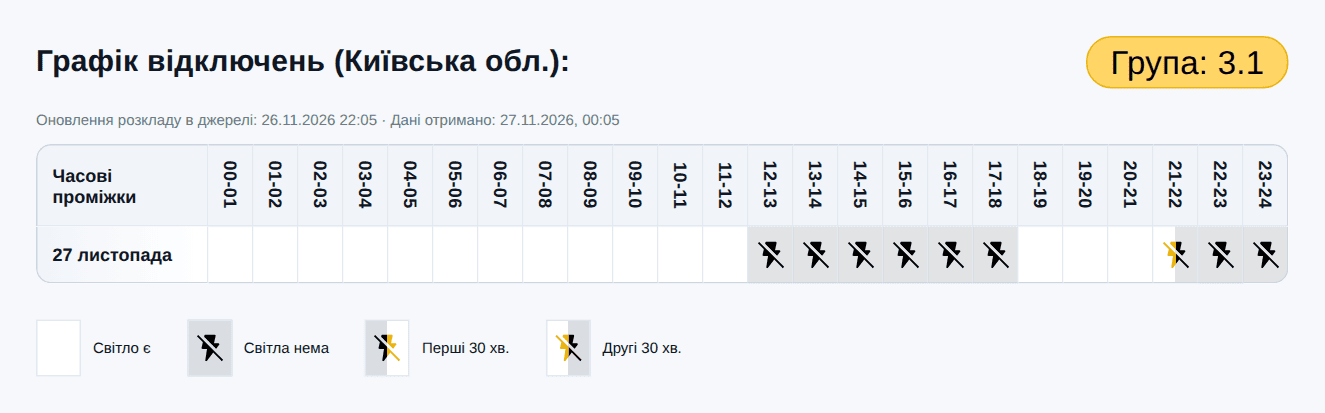 Графік відключень (Київська обл.):
Група: 3.1
Оновлення розкладу в джерелі: 26.11.2026 22:05 · Дані отримано: 27.11.2026, 00:05
Часові
проміжки
00-01
01-02
02-03
03-04
04-05
05-06
06-07
07-08
08-09
09-10
10-11
11-12
12-13
13-14
14-15
15-16
16-17
17-18
18-19
19-20
20-21
21-22
22-23
23-24
27 листопада
Світло є
Світла нема
Перші 30 хв.
Другі 30 хв.